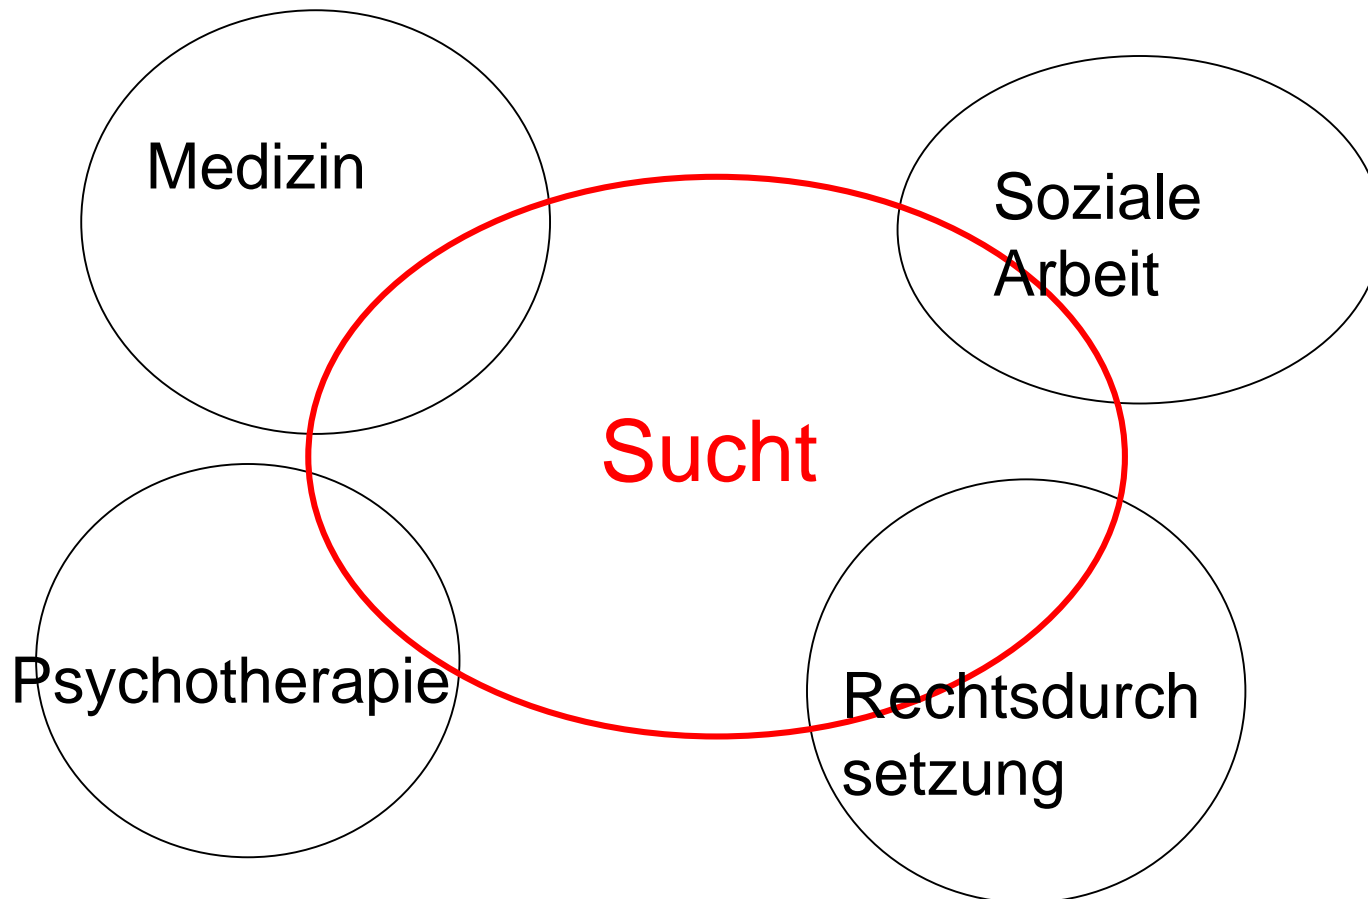 Medizin
Soziale
Arbeit
Sucht
Psychotherapie
Rechtsdurch
setzung